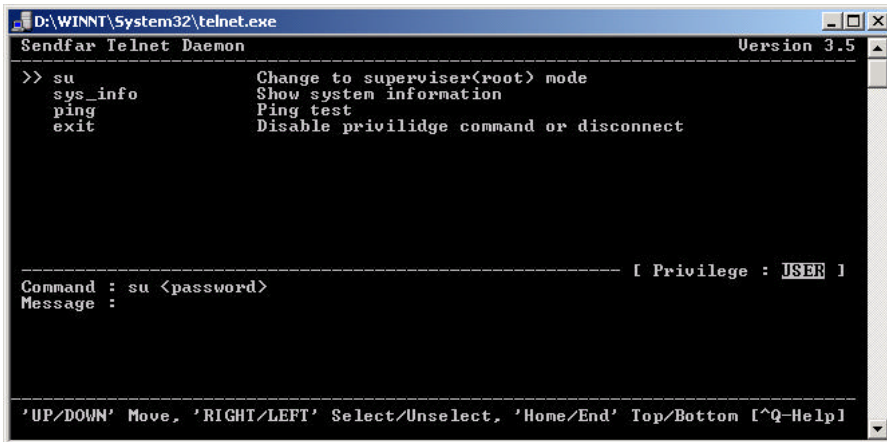 D:\WINNT\System32\telnet.exe
Sendfar Telnet Daemon Version 3.5
>> su Change to superviser(root) mode
sys_info Show system information
ping Ping test
exit Disable privilidge command or disconnect
[ Privilege : USER ]
Command : su <password>
Message :
'UP/DOWN' Move, 'RIGHT/LEFT' Select/Unselect, 'Home/End' Top/Bottom [^Q-Help]